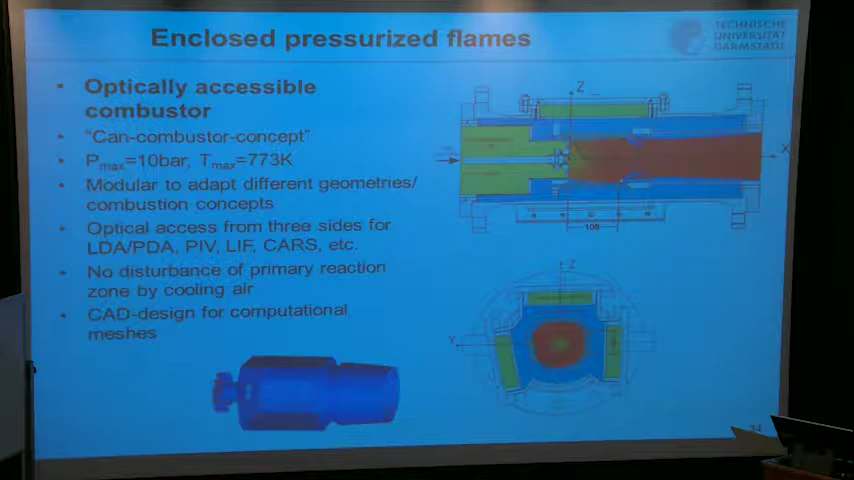 Enclosed pressurized flames
TECHNISCHE
UNIVERSITÄT
DARMSTADT
• Optically accessible
combustor
• "Can-combustor-concept"
• Pmax=10bar, Tmax=773K
• Modular to adapt different geometries/
combustion concepts
• Optical access from three sides for
LDA/PDA, PIV, LIF, CARS, etc.
• No disturbance of primary reaction
zone by cooling air
• CAD-design for computational
meshes
Z
X
108
Z
Y
34